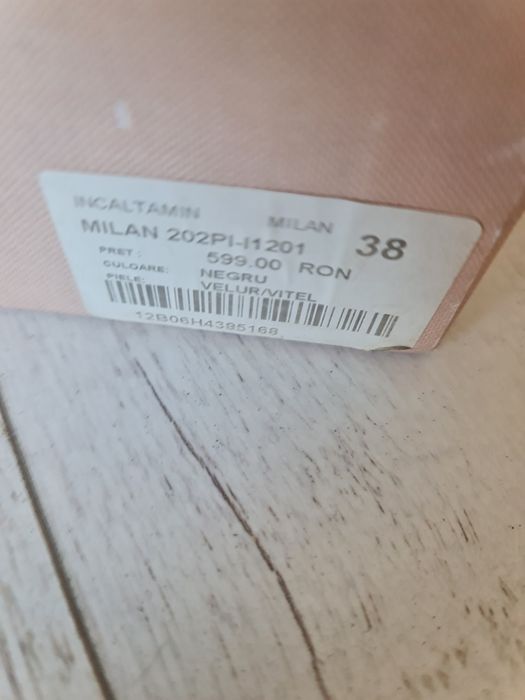 INCALTAMIN MILAN
MILAN 202PI-I1201 38
PRET : 599.00 RON
CULOARE: NEGRU
PIELE: VELUR/VITEL
12B06H4385168